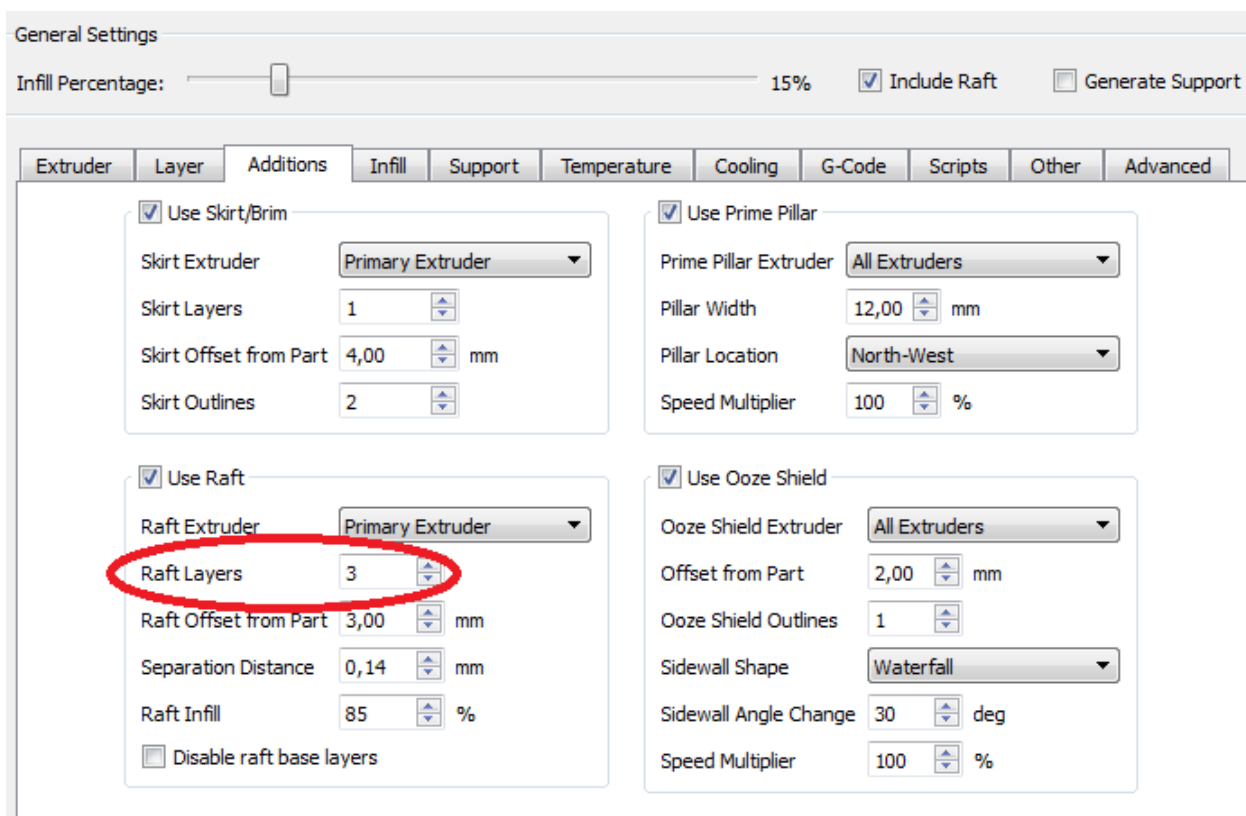 General Settings
Infill Percentage: 15% Include Raft Generate Support
Extruder Layer Additions Infill Support Temperature Cooling G-Code Scripts Other Advanced
Use Skirt/Brim
Skirt Extruder Primary Extruder
Skirt Layers 1
Skirt Offset from Part 4,00 mm
Skirt Outlines 2
Use Prime Pillar
Prime Pillar Extruder All Extruders
Pillar Width 12,00 mm
Pillar Location North-West
Speed Multiplier 100 %
Use Raft
Raft Extruder Primary Extruder
Raft Layers 3
Raft Offset from Part 3,00 mm
Separation Distance 0,14 mm
Raft Infill 85 %
Disable raft base layers
Use Ooze Shield
Ooze Shield Extruder All Extruders
Offset from Part 2,00 mm
Ooze Shield Outlines 1
Sidewall Shape Waterfall
Sidewall Angle Change 30 deg
Speed Multiplier 100 %